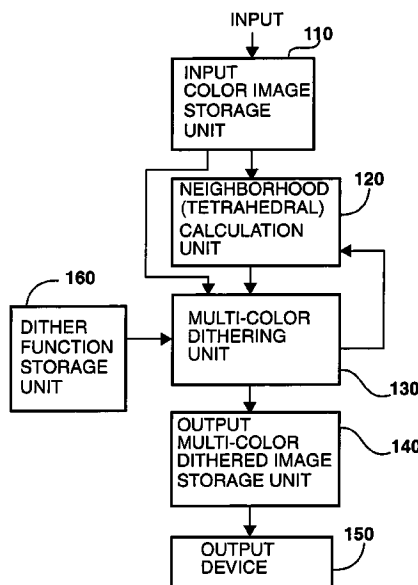 INPUT
110
INPUT
COLOR IMAGE
STORAGE
UNIT
120
NEIGHBORHOOD
(TETRAHEDRAL)
CALCULATION
UNIT
160
DITHER
FUNCTION
STORAGE
UNIT
MULTI-COLOR
DITHERING
UNIT
130
OUTPUT
MULTI-COLOR
DITHERED IMAGE
STORAGE UNIT
140
150
OUTPUT
DEVICE